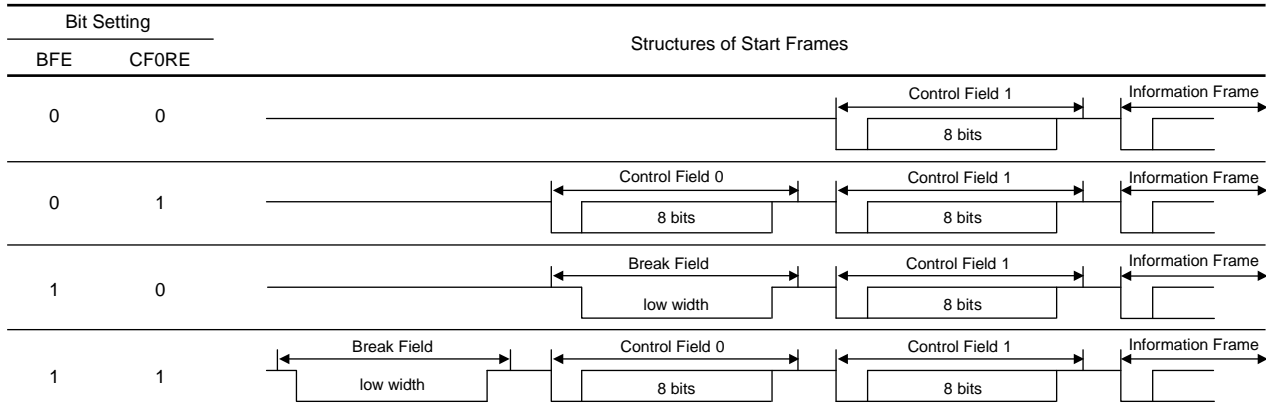 Bit Setting
Structures of Start Frames
BFE CF0RE
Control Field 1 Information Frame
0 0
8 bits
Control Field 0 Control Field 1 Information Frame
0 1
8 bits 8 bits
Break Field Control Field 1 Information Frame
1 0
low width 8 bits
Break Field Control Field 0 Control Field 1 Information Frame
1 1
low width 8 bits 8 bits